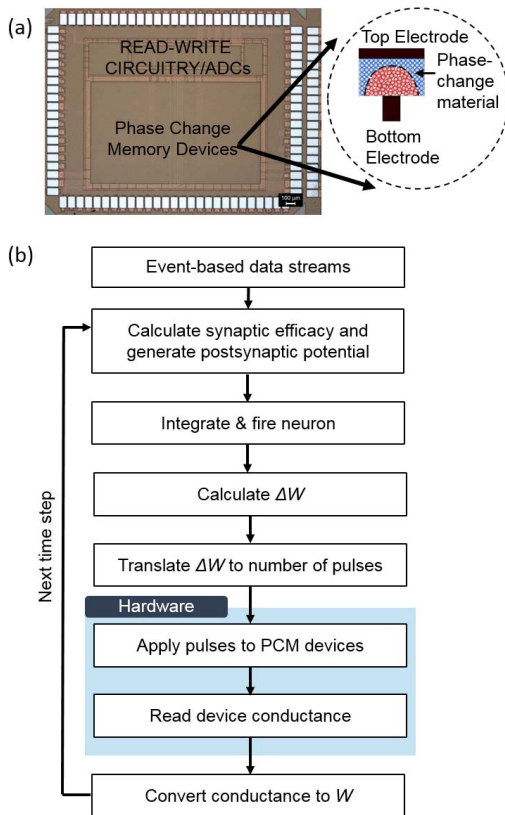 (a)
READ-WRITE
CIRCUITRY/ADCs
Phase Change
Memory Devices
100 µm
Top Electrode
Phase-
change
material
Bottom
Electrode
(b)
Event-based data streams
Calculate synaptic efficacy and
generate postsynaptic potential
Integrate & fire neuron
Calculate ΔW
Translate ΔW to number of pulses
Hardware
Apply pulses to PCM devices
Read device conductance
Convert conductance to W
Next time step